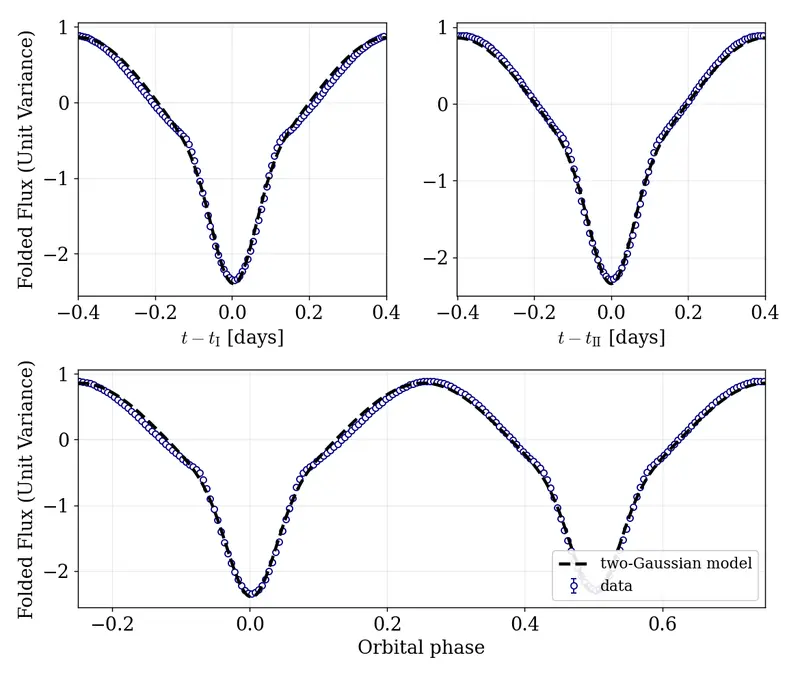 Folded Flux (Unit Variance)
1
0
−1
−2
−0.4 −0.2 0.0 0.2 0.4
t − tI [days]
1
0
−1
−2
−0.4 −0.2 0.0 0.2 0.4
t − tII [days]
Folded Flux (Unit Variance)
1
0
−1
−2
two-Gaussian model
data
−0.2 0.0 0.2 0.4 0.6
Orbital phase